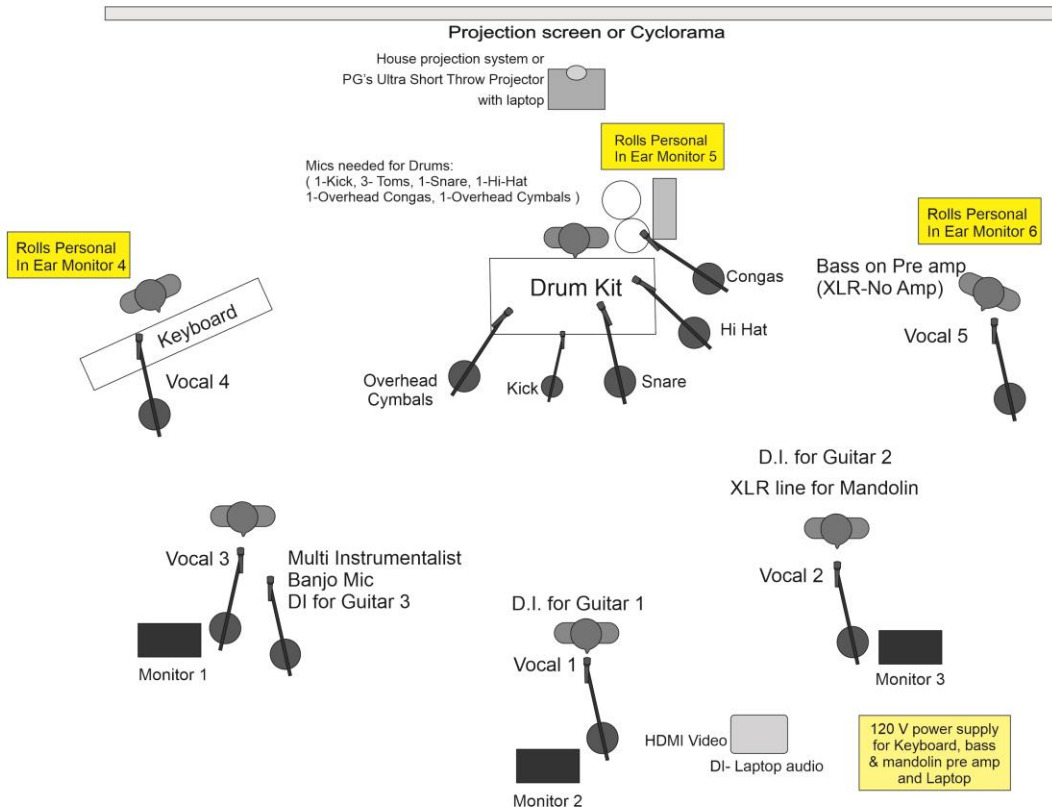 Projection screen or Cyclorama
House projection system or
PG's Ultra Short Throw Projector
with laptop
Rolls Personal
In Ear Monitor 5
Mics needed for Drums:
( 1-Kick, 3- Toms, 1-Snare, 1-Hi-Hat
1-Overhead Congas, 1-Overhead Cymbals )
Rolls Personal
In Ear Monitor 4
Rolls Personal
In Ear Monitor 6
Keyboard
Vocal 4
Drum Kit
Congas
Hi Hat
Overhead
Cymbals
Kick
Snare
Bass on Pre amp
(XLR-No Amp)
Vocal 5
D.I. for Guitar 2
XLR line for Mandolin
Vocal 2
Monitor 3
Vocal 3
Multi Instrumentalist
Banjo Mic
DI for Guitar 3
Monitor 1
D.I. for Guitar 1
Vocal 1
Monitor 2
HDMI Video
DI- Laptop audio
120 V power supply
for Keyboard, bass
& mandolin pre amp
and Laptop